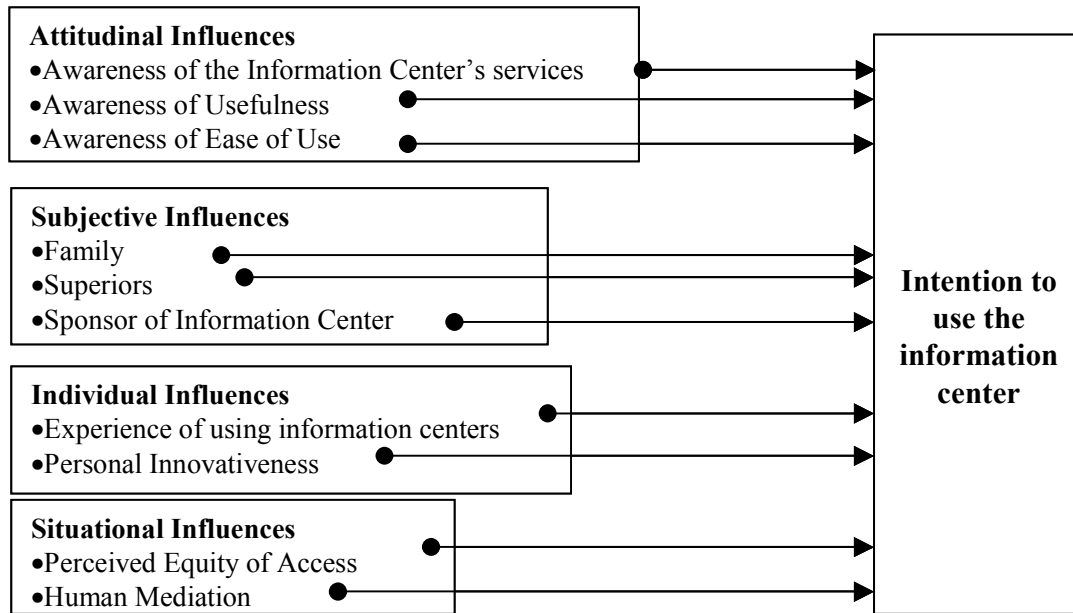 Attitudinal Influences
•Awareness of the Information Center’s services
•Awareness of Usefulness
•Awareness of Ease of Use
Subjective Influences
•Family
•Superiors
•Sponsor of Information Center
Individual Influences
•Experience of using information centers
•Personal Innovativeness
Situational Influences
•Perceived Equity of Access
•Human Mediation
Intention to
use the
information
center